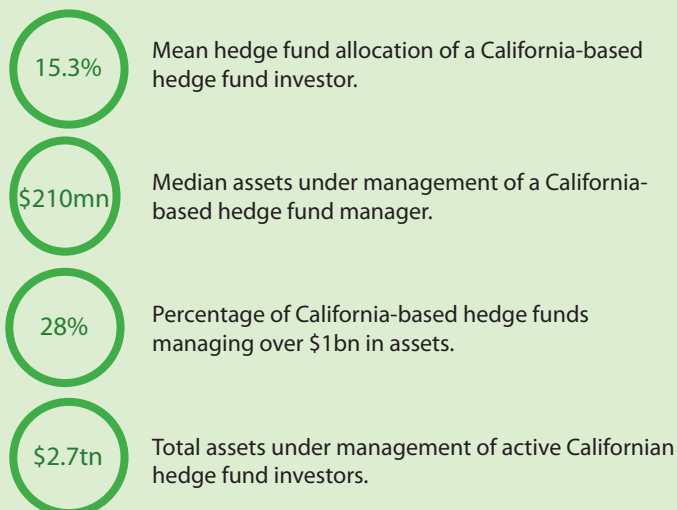 15.3%
Mean hedge fund allocation of a California-based
hedge fund investor.
$210mn
Median assets under management of a California-
based hedge fund manager.
28%
Percentage of California-based hedge funds
managing over $1bn in assets.
$2.7tn
Total assets under management of active Californian
hedge fund investors.